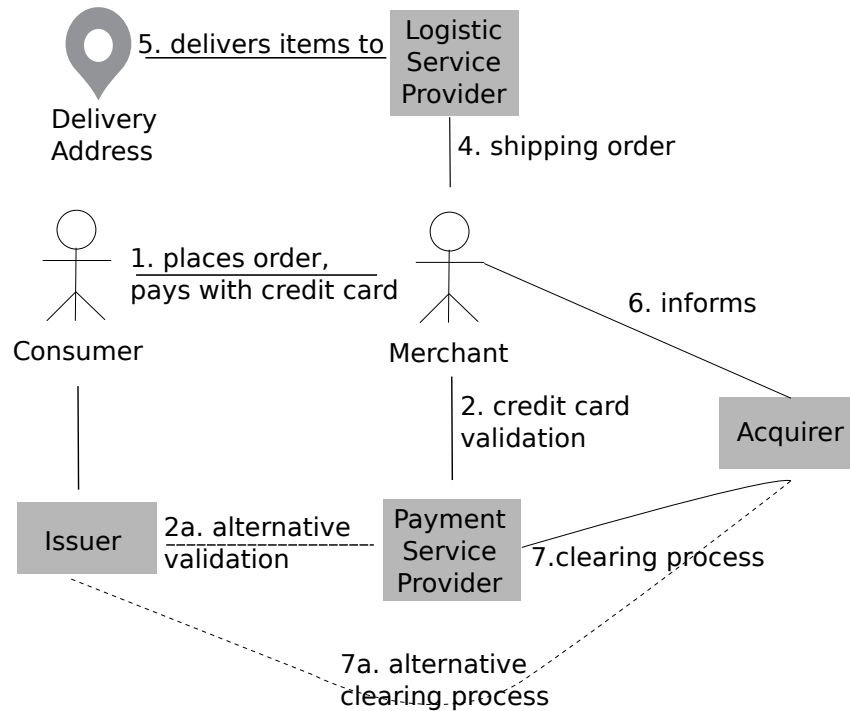 5. delivers items to
Logistic
Service
Provider
Delivery
Address
4. shipping order
1. places order,
pays with credit card
6. informs
Consumer
Merchant
2. credit card
validation
Acquirer
Issuer
2a. alternative
validation
Payment
Service
Provider
7.clearing process
7a. alternative
clearing process